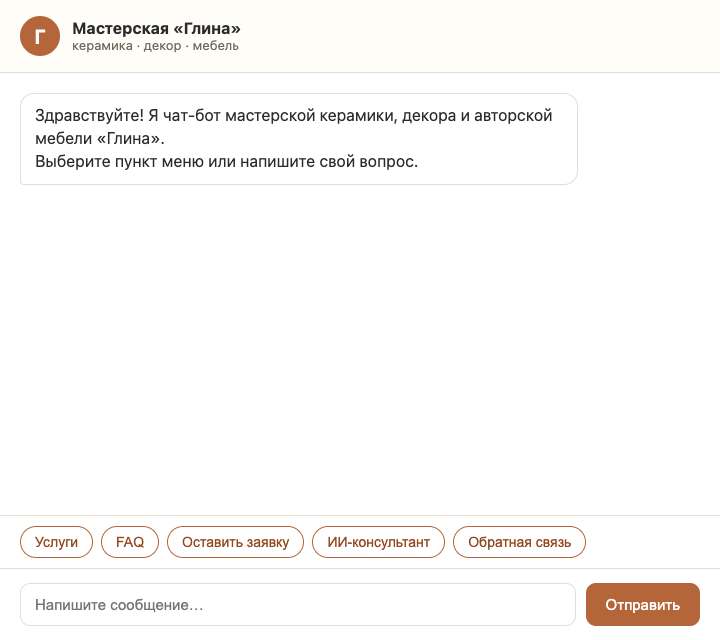 Г
Мастерская «Глина»
керамика · декор · мебель
Здравствуйте! Я чат-бот мастерской керамики, декора и авторской
мебели «Глина».
Выберите пункт меню или напишите свой вопрос.
Услуги
FAQ
Оставить заявку
ИИ-консультант
Обратная связь
Напишите сообщение...
Отправить